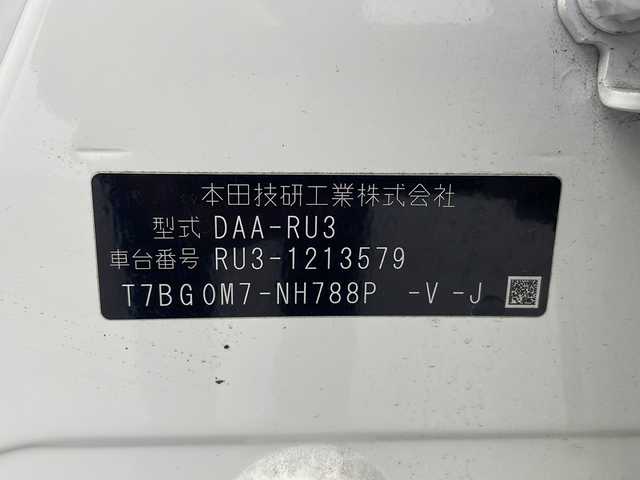 本田技研工業株式会社
型式 DAA-RU3
車台番号 RU3-1213579
T7BG0M7-NH788P -V -J